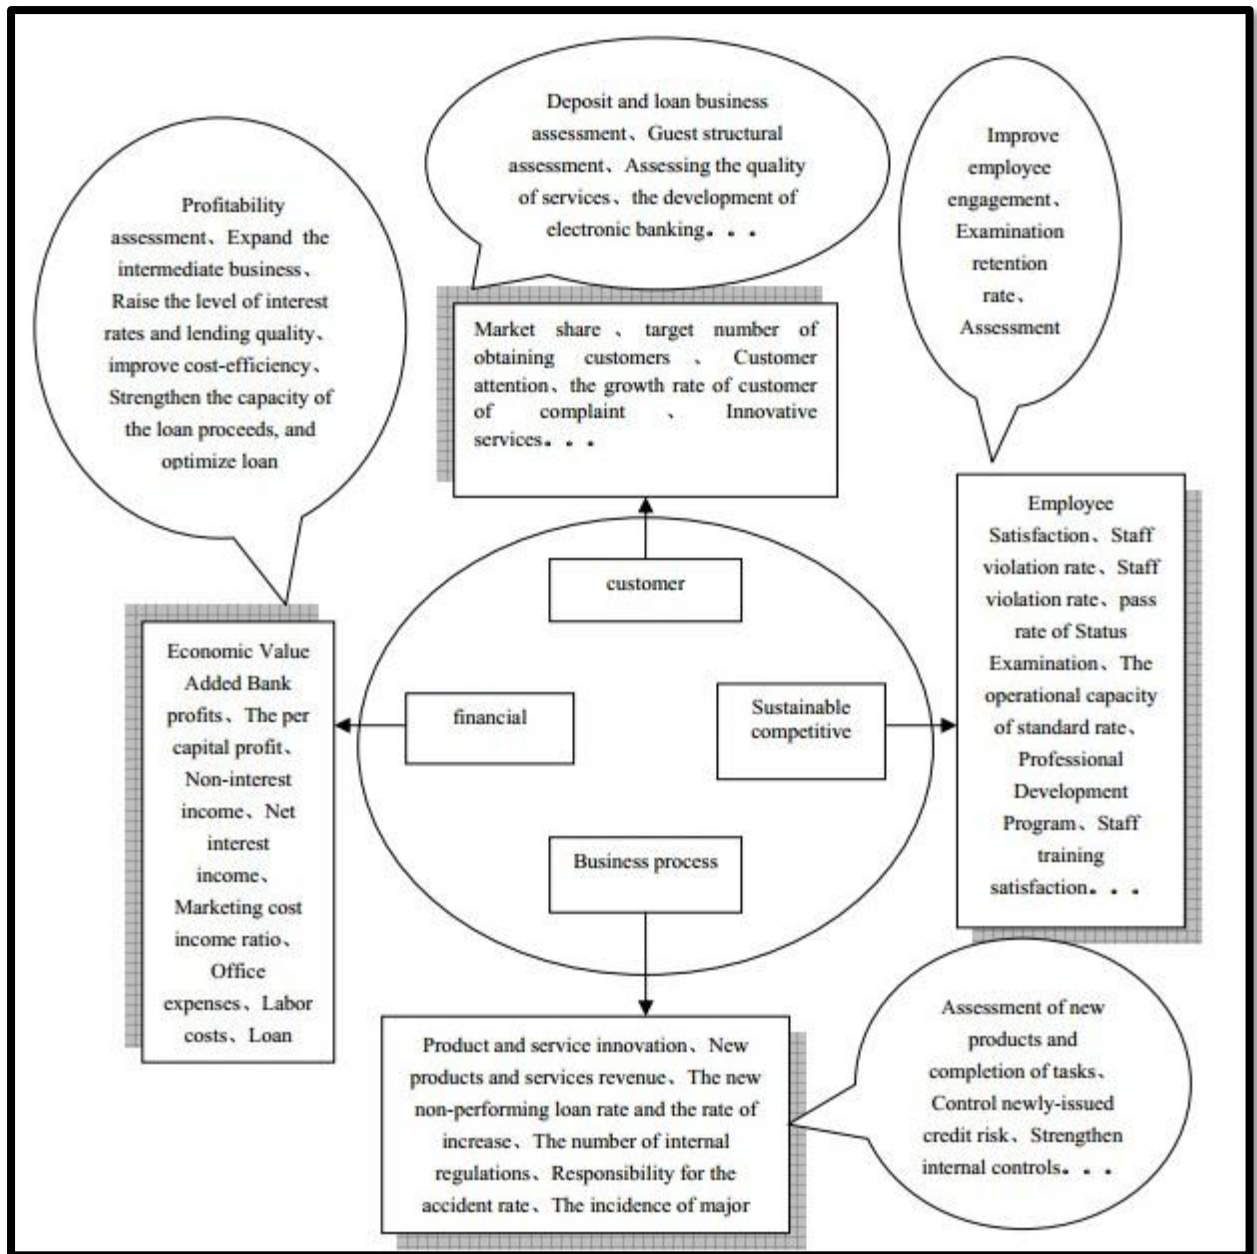 Deposit and loan business
assessment、Guest structural
assessment、Assessing the quality
of services、the development of
electronic banking。。。
Improve
employee
engagement、
Examination
retention
rate、
Assessment
Profitability
assessment、Expand the
intermediate business、
Raise the level of interest
rates and lending quality、
improve cost-efficiency、
Strengthen the capacity of
the loan proceeds, and
optimize loan
Market share 、 target number of
obtaining customers 、 Customer
attention、the growth rate of customer
of complaint 、 Innovative
services。。。
Employee
Satisfaction、Staff
violation rate、Staff
violation rate、pass
rate of Status
Examination、The
operational capacity
of standard rate、
Professional
Development
Program、Staff
training
satisfaction。。。
customer
financial
Sustainable
competitive
Business process
Economic Value
Added Bank
profits、The per
capital profit、
Non-interest
income、Net
interest
income、
Marketing cost
income ratio、
Office
expenses、Labor
costs、Loan
Product and service innovation、New
products and services revenue、The new
non-performing loan rate and the rate of
increase、The number of internal
regulations、Responsibility for the
accident rate、The incidence of major
Assessment of new
products and
completion of tasks、
Control newly-issued
credit risk、Strengthen
internal controls。。。